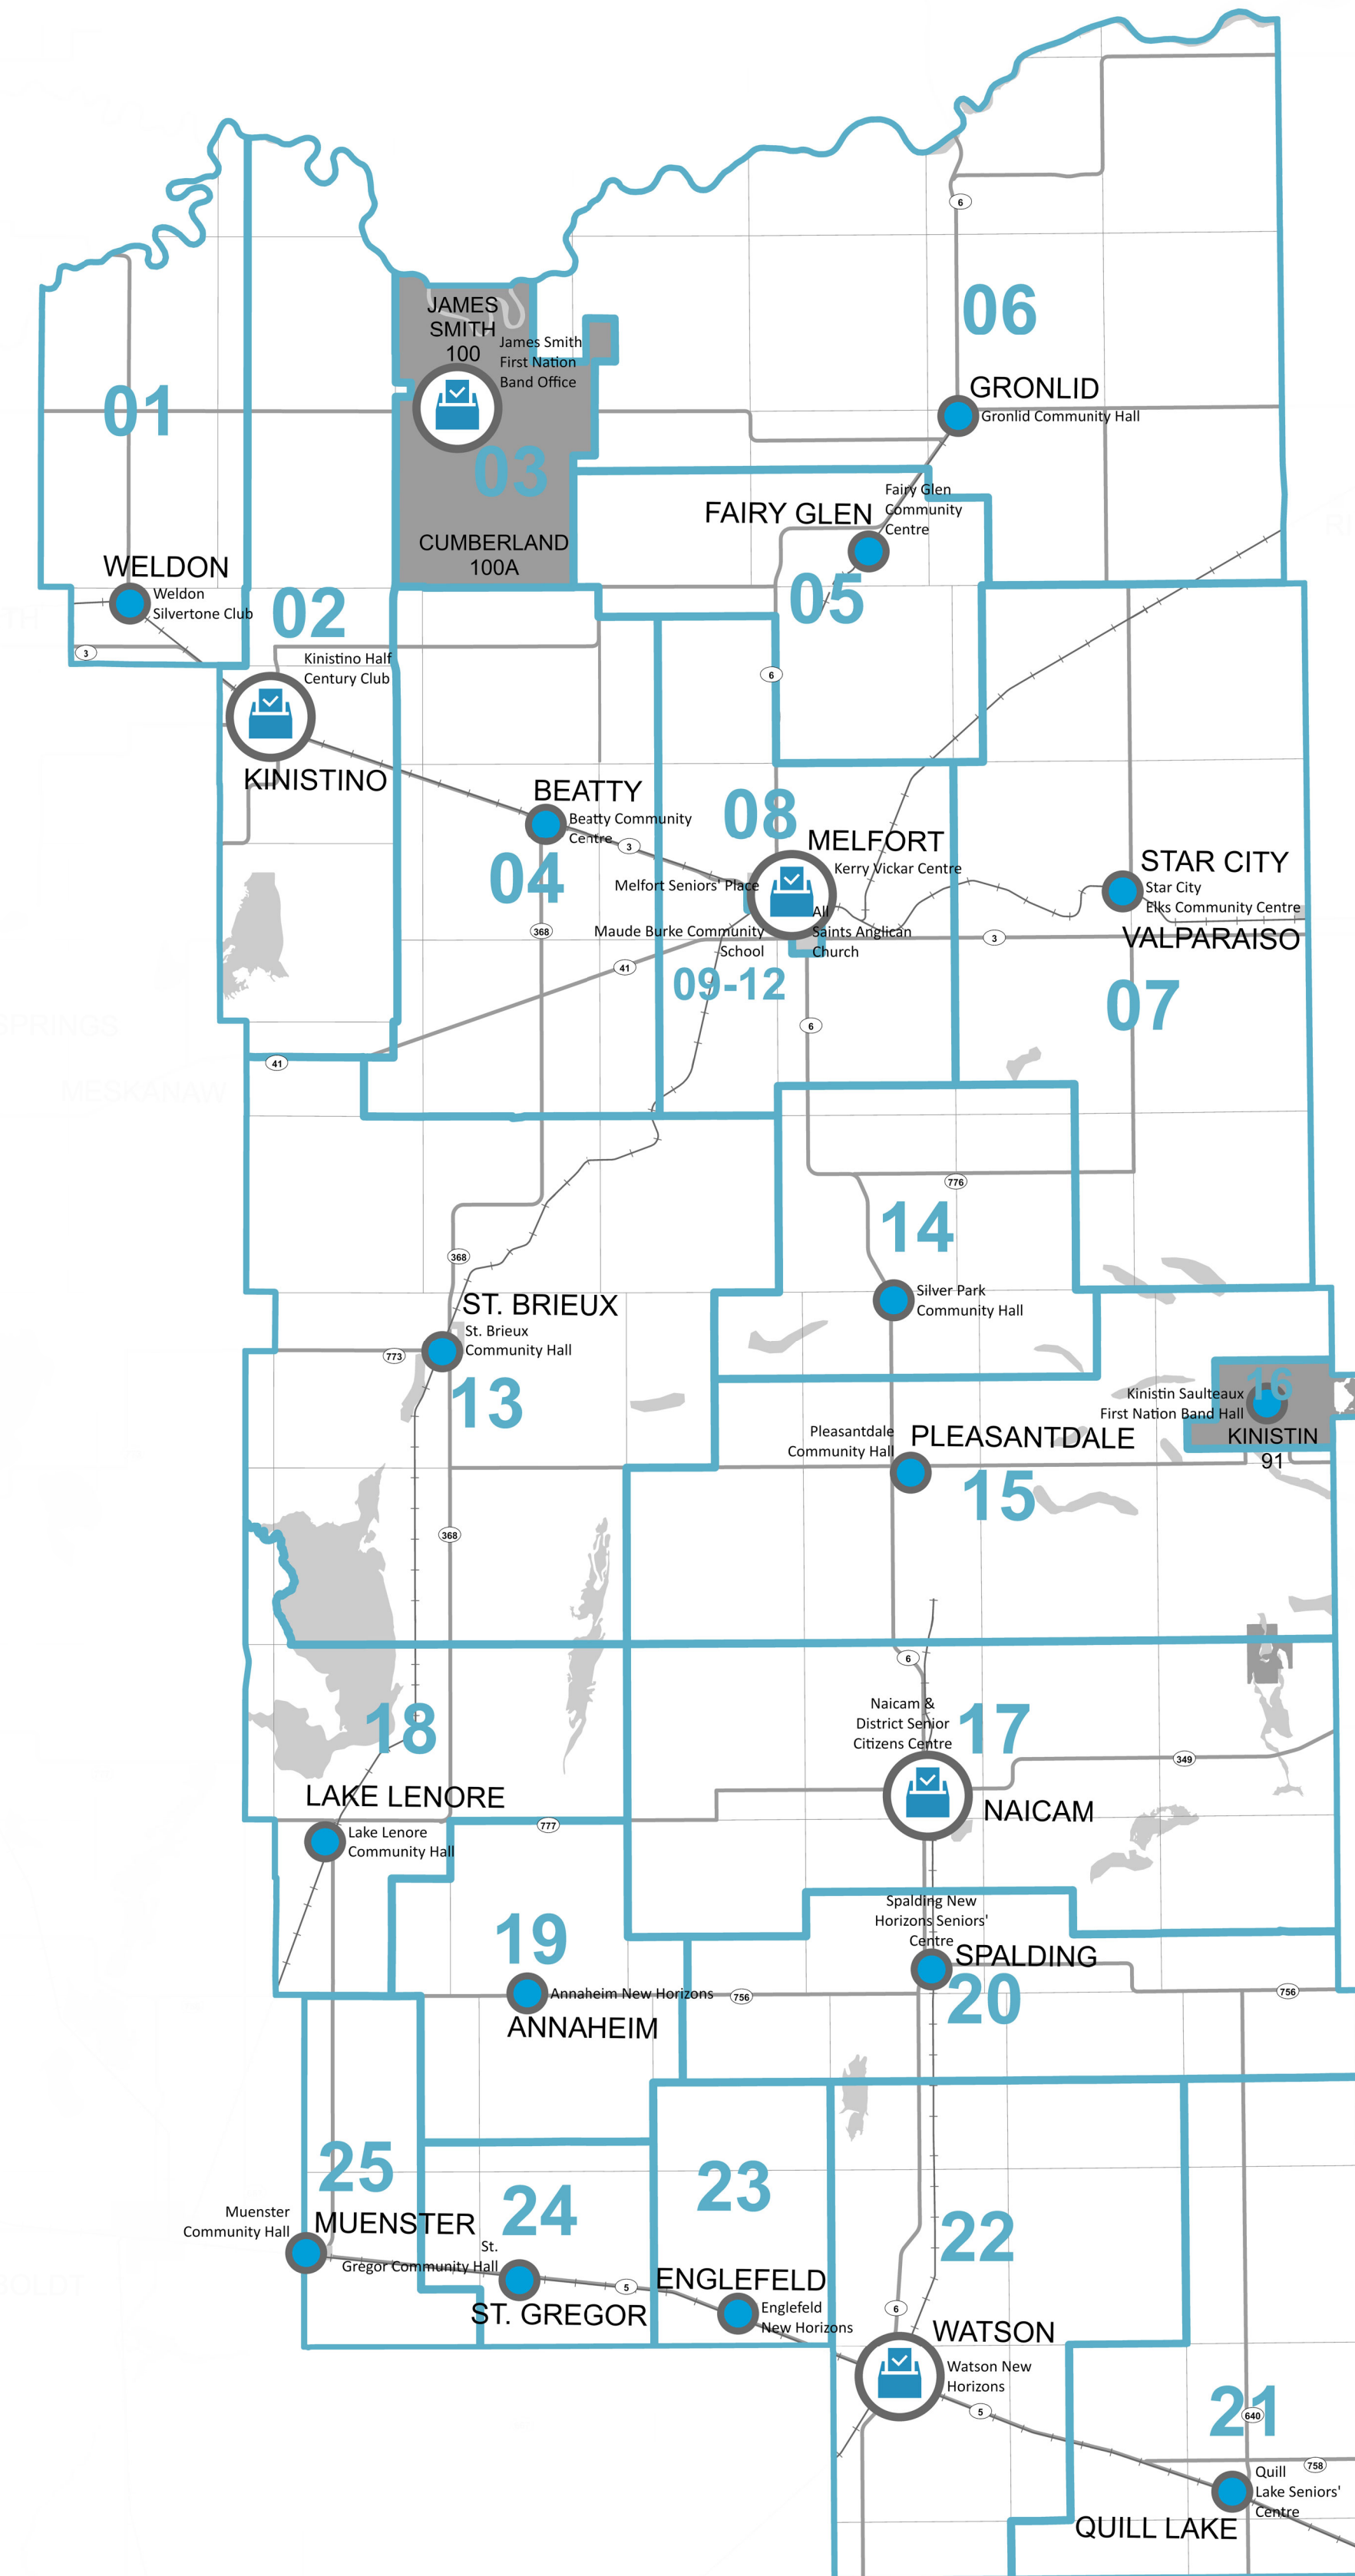 6
JAMES
SMITH
100
James Smith
First Nation
Band Office
06
01
GRONLID
Gronlid Community Hall
03
FAIRY GLEN
Fairy Glen
Community
Centre
CUMBERLAND
100A
WELDON
Weldon
Silvertone Club
02
05
3
Kinistino Half
Century Club
6
KINISTINO
BEATTY
Beatty Community
Centre
3
04
08
MELFORT
Kerry Vickar Centre
Melfort Seniors' Place
STAR CITY
Star City
Elks Community Centre
All
Saints Anglican
Church
Maude Burke Community
School
368
3
VALPARAISO
41
09-12
07
6
SPRINGS
41
MESKANAW
776
14
368
Silver Park
Community Hall
ST. BRIEUX
St. Brieux
Community Hall
773
13
16
Kinistin Saulteaux
First Nation Band Hall
KINISTIN
91
Pleasantdale
Community Hall
PLEASANTDALE
15
368
6
Naicam &
District Senior
Citizens Centre
17
18
349
LAKE LENORE
NAICAM
777
Lake Lenore
Community Hall
Spalding New
Horizons Seniors'
Centre
19
SPALDING
Annaheim New Horizons
756
756
20
ANNAHEIM
25
23
24
Muenster
Community Hall
MUENSTER
22
St.
Gregor Community Hall
5
ENGLEFELD
6
ST. GREGOR
Englefeld
New Horizons
WATSON
Watson New
Horizons
5
21
640
758
Quill
Lake Seniors'
Centre
QUILL LAKE